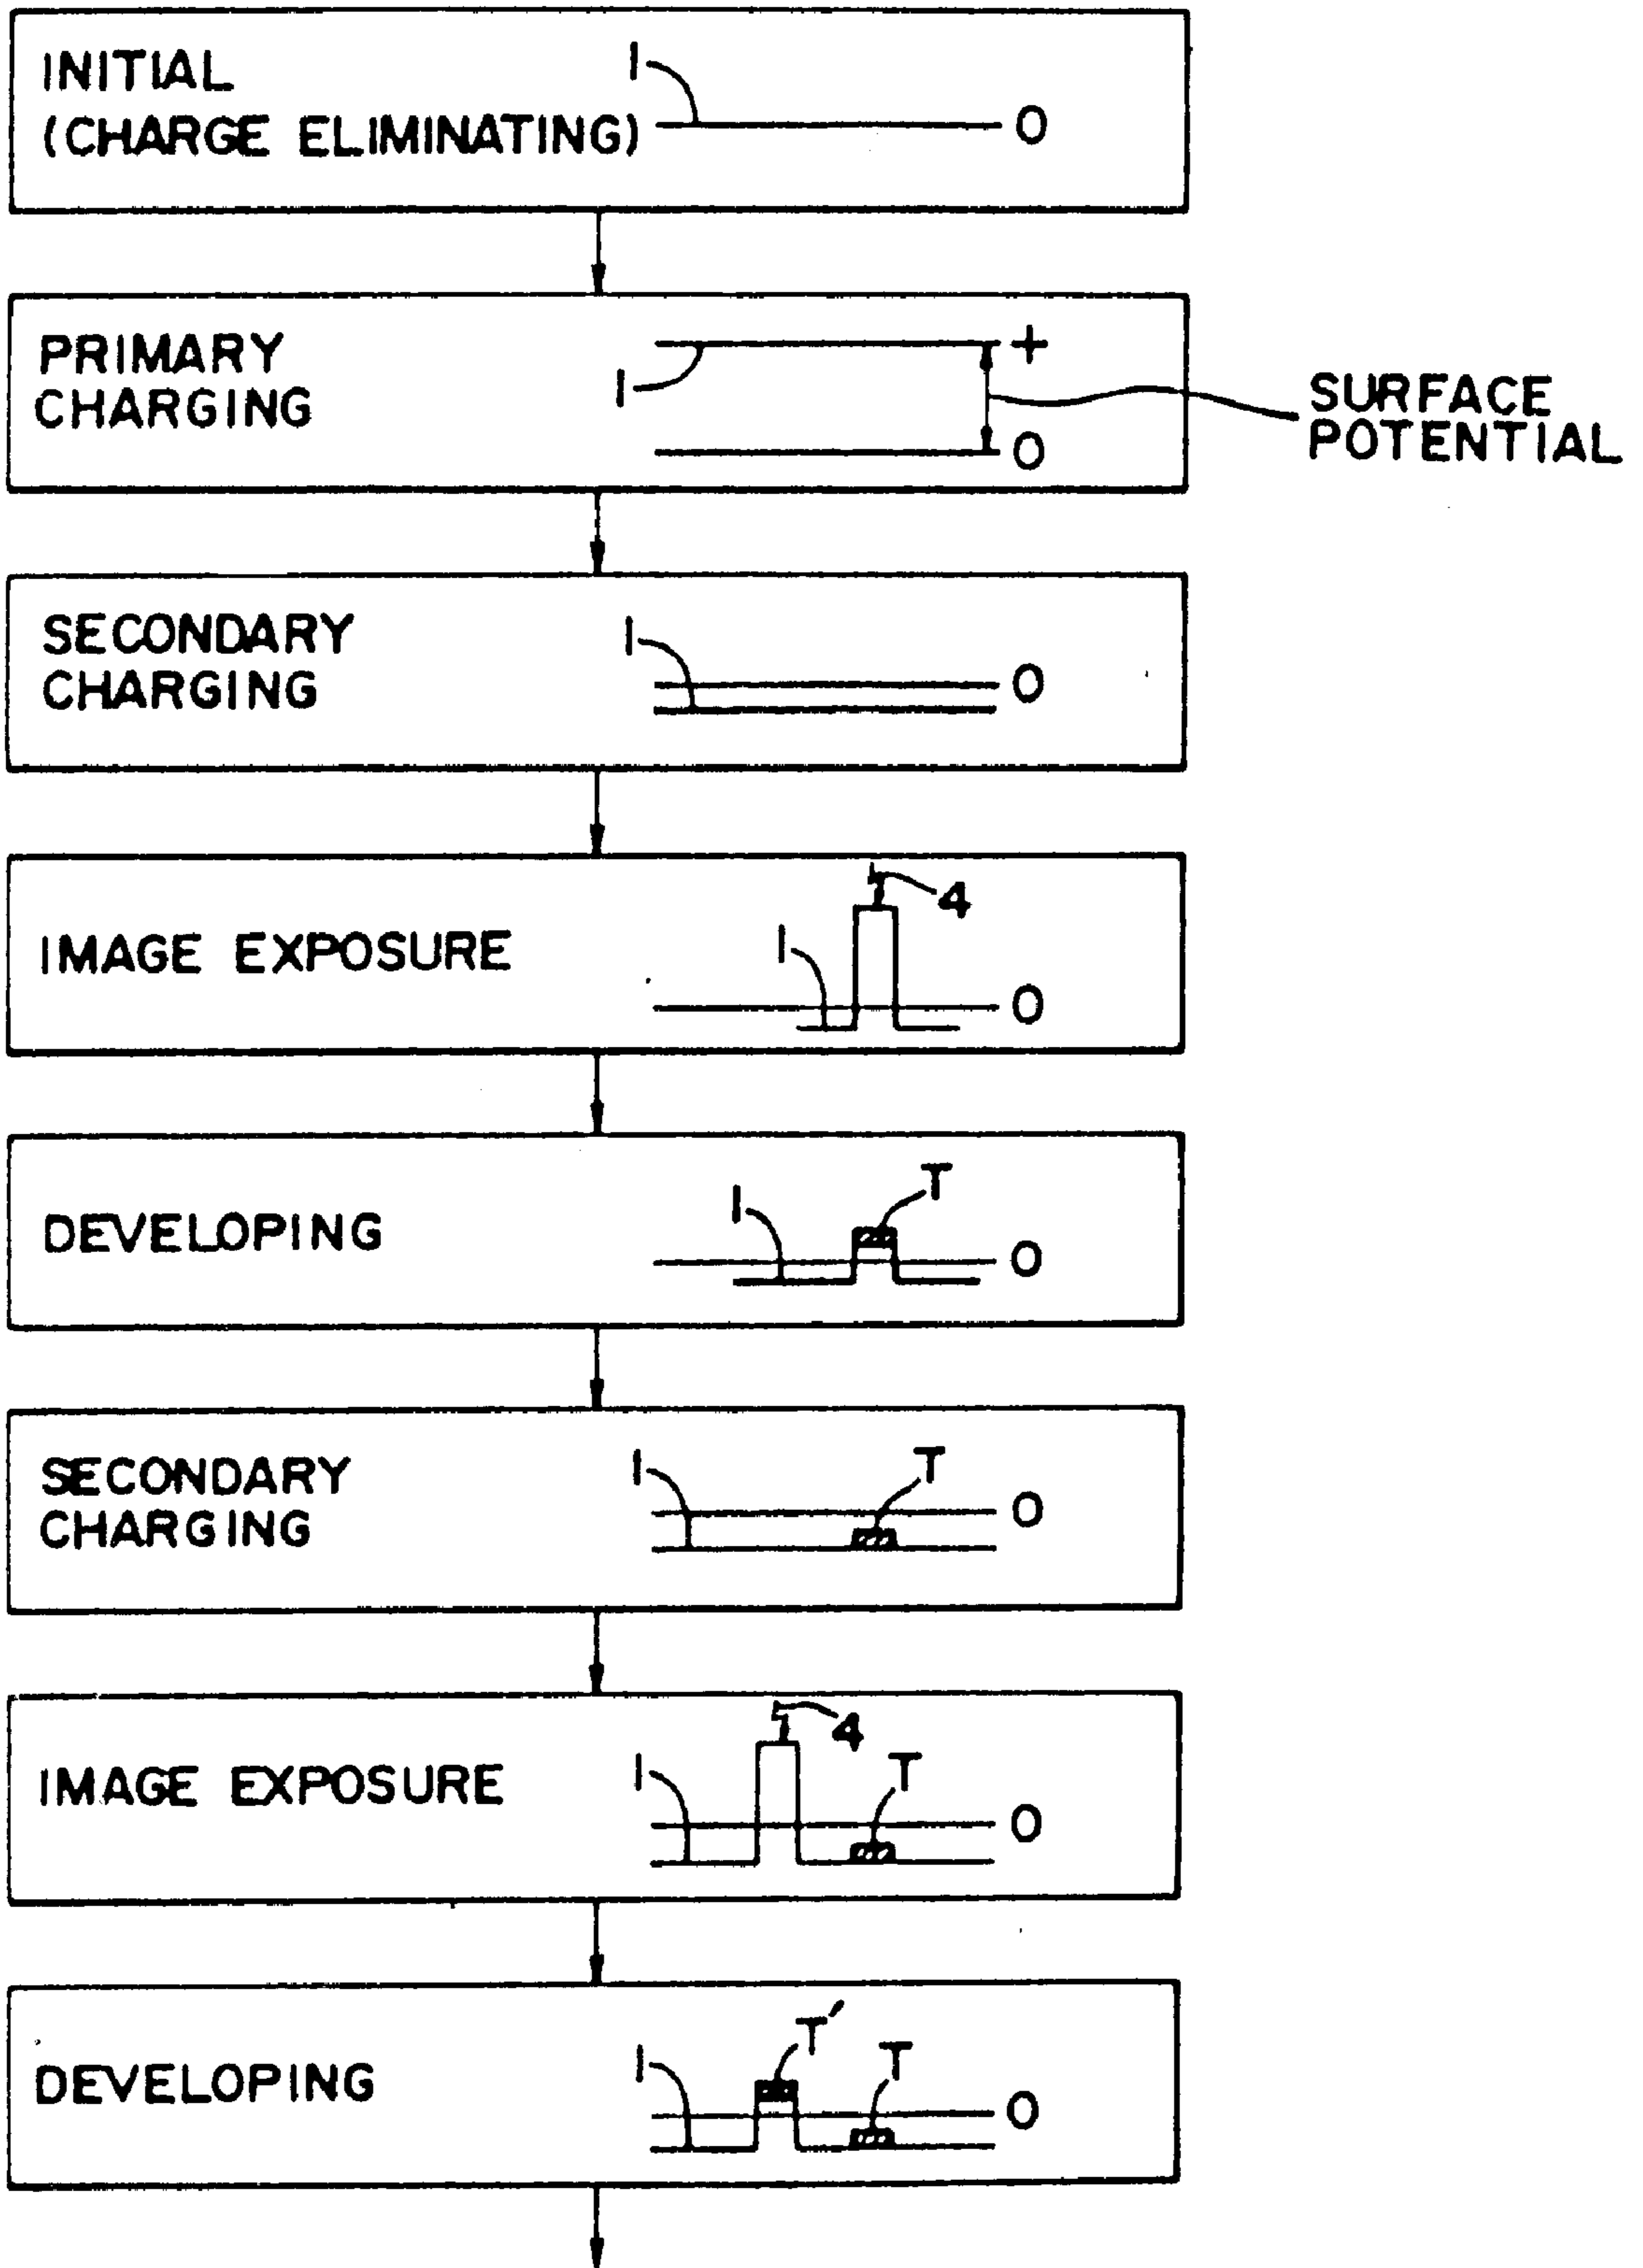 INITIAL
(CHARGE ELIMINATING)
1
0
PRIMARY
CHARGING
1
+
0
SURFACE
POTENTIAL
SECONDARY
CHARGING
1
0
IMAGE EXPOSURE
1
4
0
DEVELOPING
1
T
0
SECONDARY
CHARGING
1
T
0
IMAGE EXPOSURE
1
4
T
0
DEVELOPING
1
T'
T
0